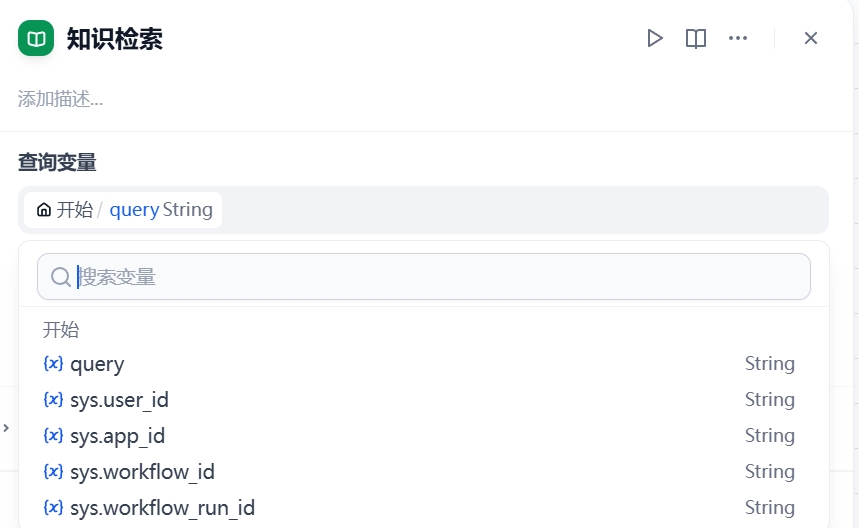 知识检索
添加描述...
查询变量
开始 / query String
搜索变量
开始
{x} query String
{x} sys.user_id String
{x} sys.app_id String
{x} sys.workflow_id String
{x} sys.workflow_run_id String